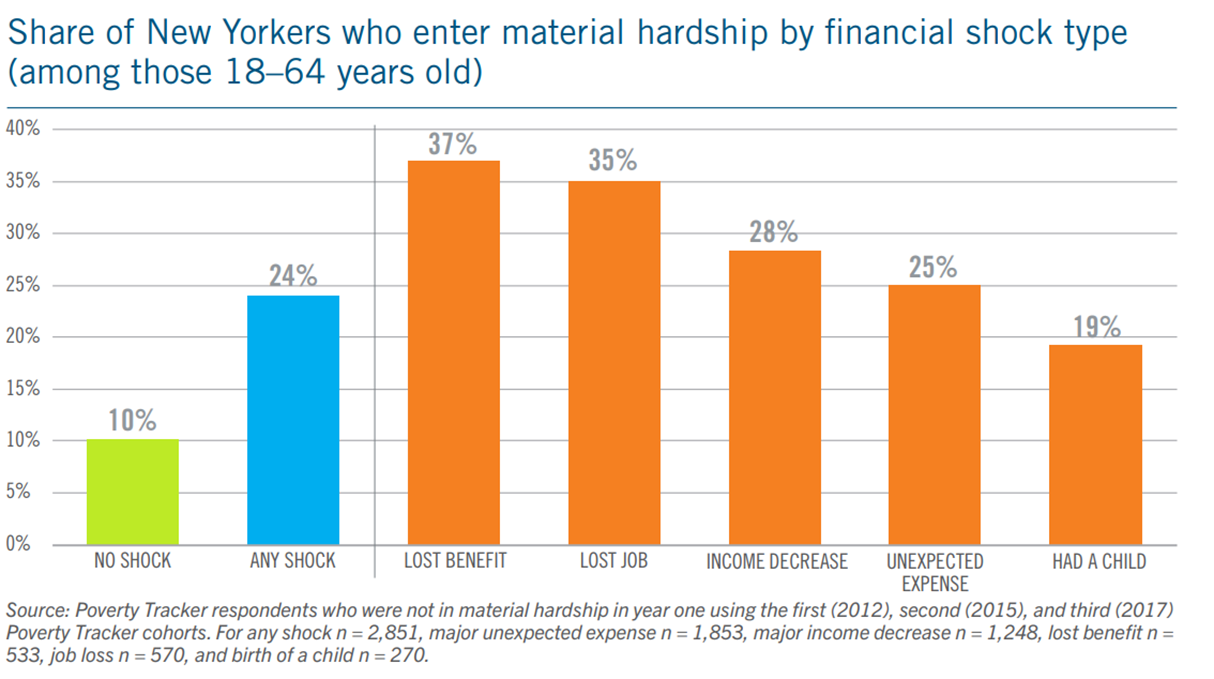 Share of New Yorkers who enter material hardship by financial shock type
(among those 18–64 years old)
40%
35%
30%
25%
20%
15%
10%
5%
0%
10%
24%
37%
35%
28%
25%
19%
NO SHOCK
ANY SHOCK
LOST BENEFIT
LOST JOB
INCOME DECREASE
UNEXPECTED
EXPENSE
HAD A CHILD
Source: Poverty Tracker respondents who were not in material hardship in year one using the first (2012), second (2015), and third (2017)
Poverty Tracker cohorts. For any shock n = 2,851, major unexpected expense n = 1,853, major income decrease n = 1,248, lost benefit n =
533, job loss n = 570, and birth of a child n = 270.